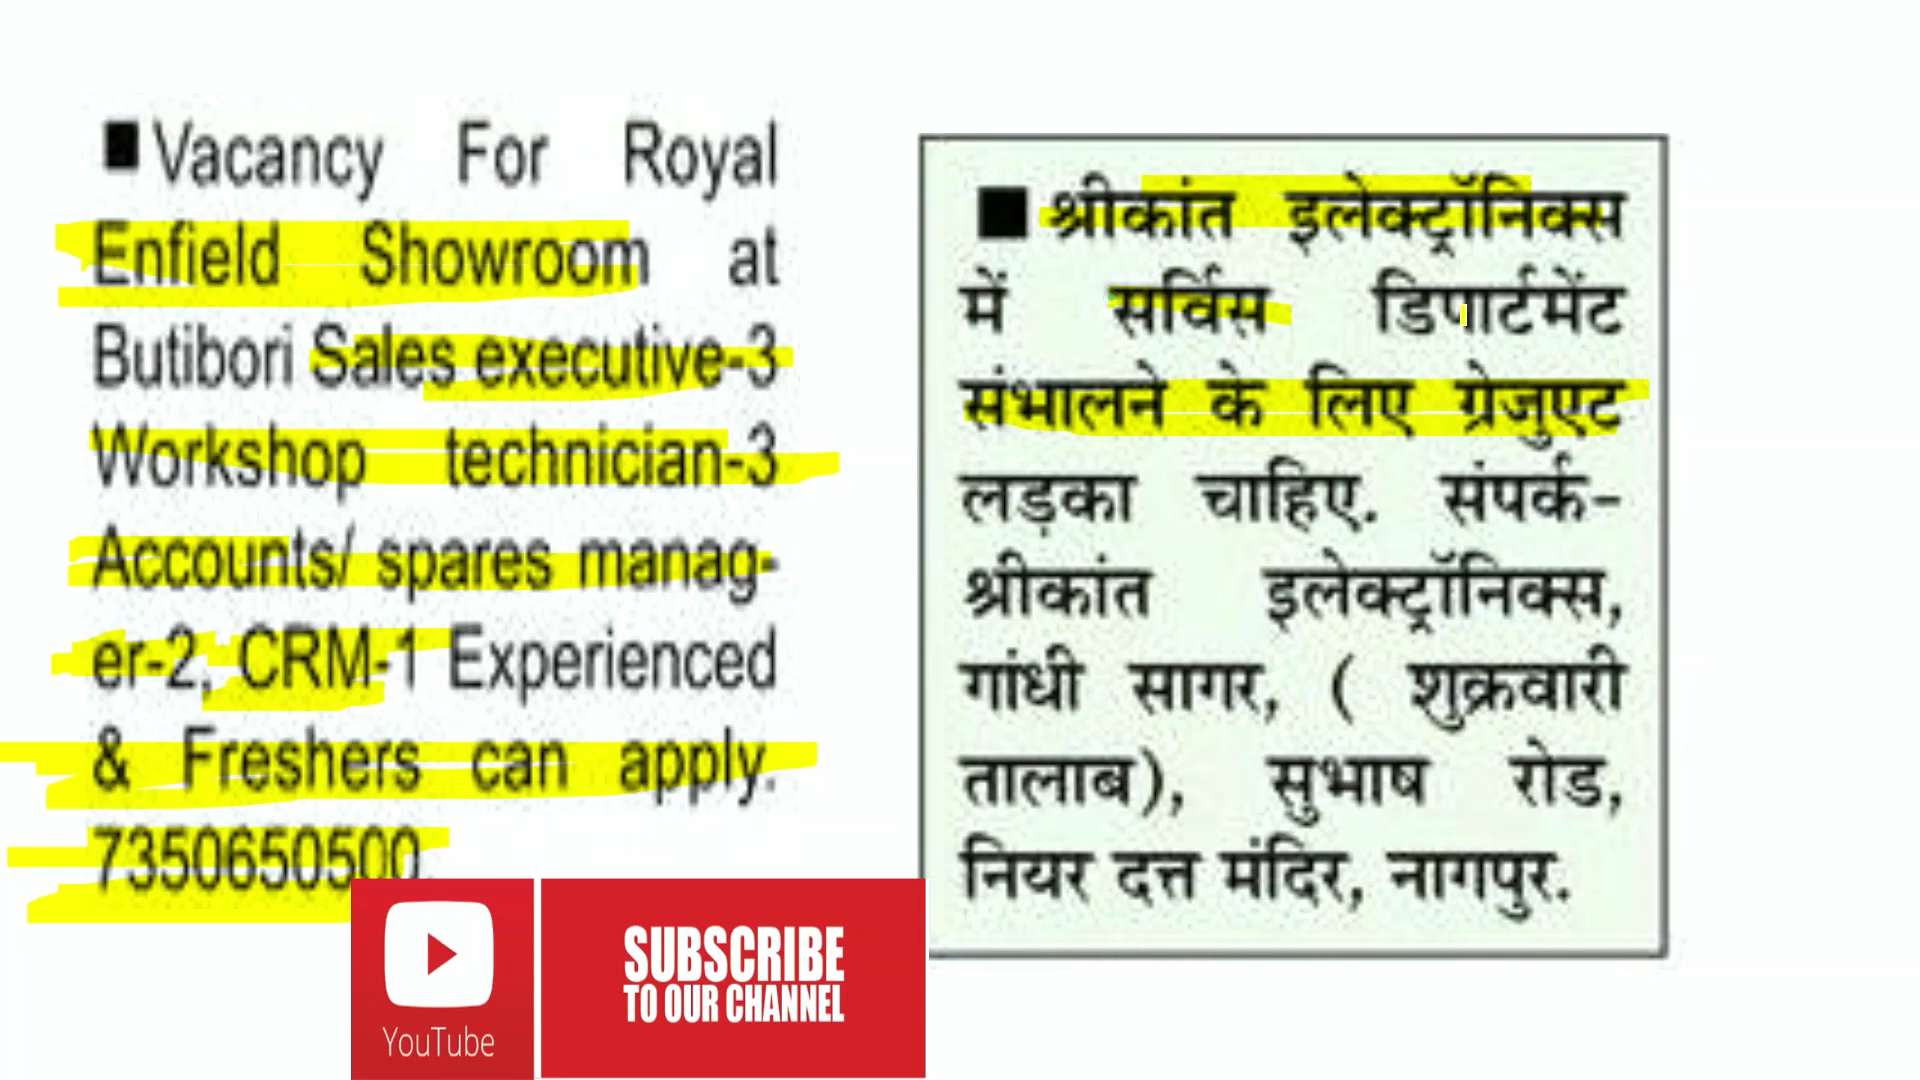 ■ Vacancy For Royal
Enfield Showroom at
Butibori Sales executive-3
Workshop technician-3
Accounts/ spares manag-
er-2, CRM-1 Experienced
& Freshers can apply.
7350650500.
■ श्रीकांत इलेक्ट्रॉनिक्स
में सर्विस डिपार्टमेंट
संभालने के लिए ग्रेजुएट
लड़का चाहिए. संपर्क-
श्रीकांत इलेक्ट्रॉनिक्स,
गांधी सागर, ( शुक्रवारी
तालाब), सुभाष रोड,
नियर दत्त मंदिर, नागपुर.
YouTube
SUBSCRIBE
TO OUR CHANNEL